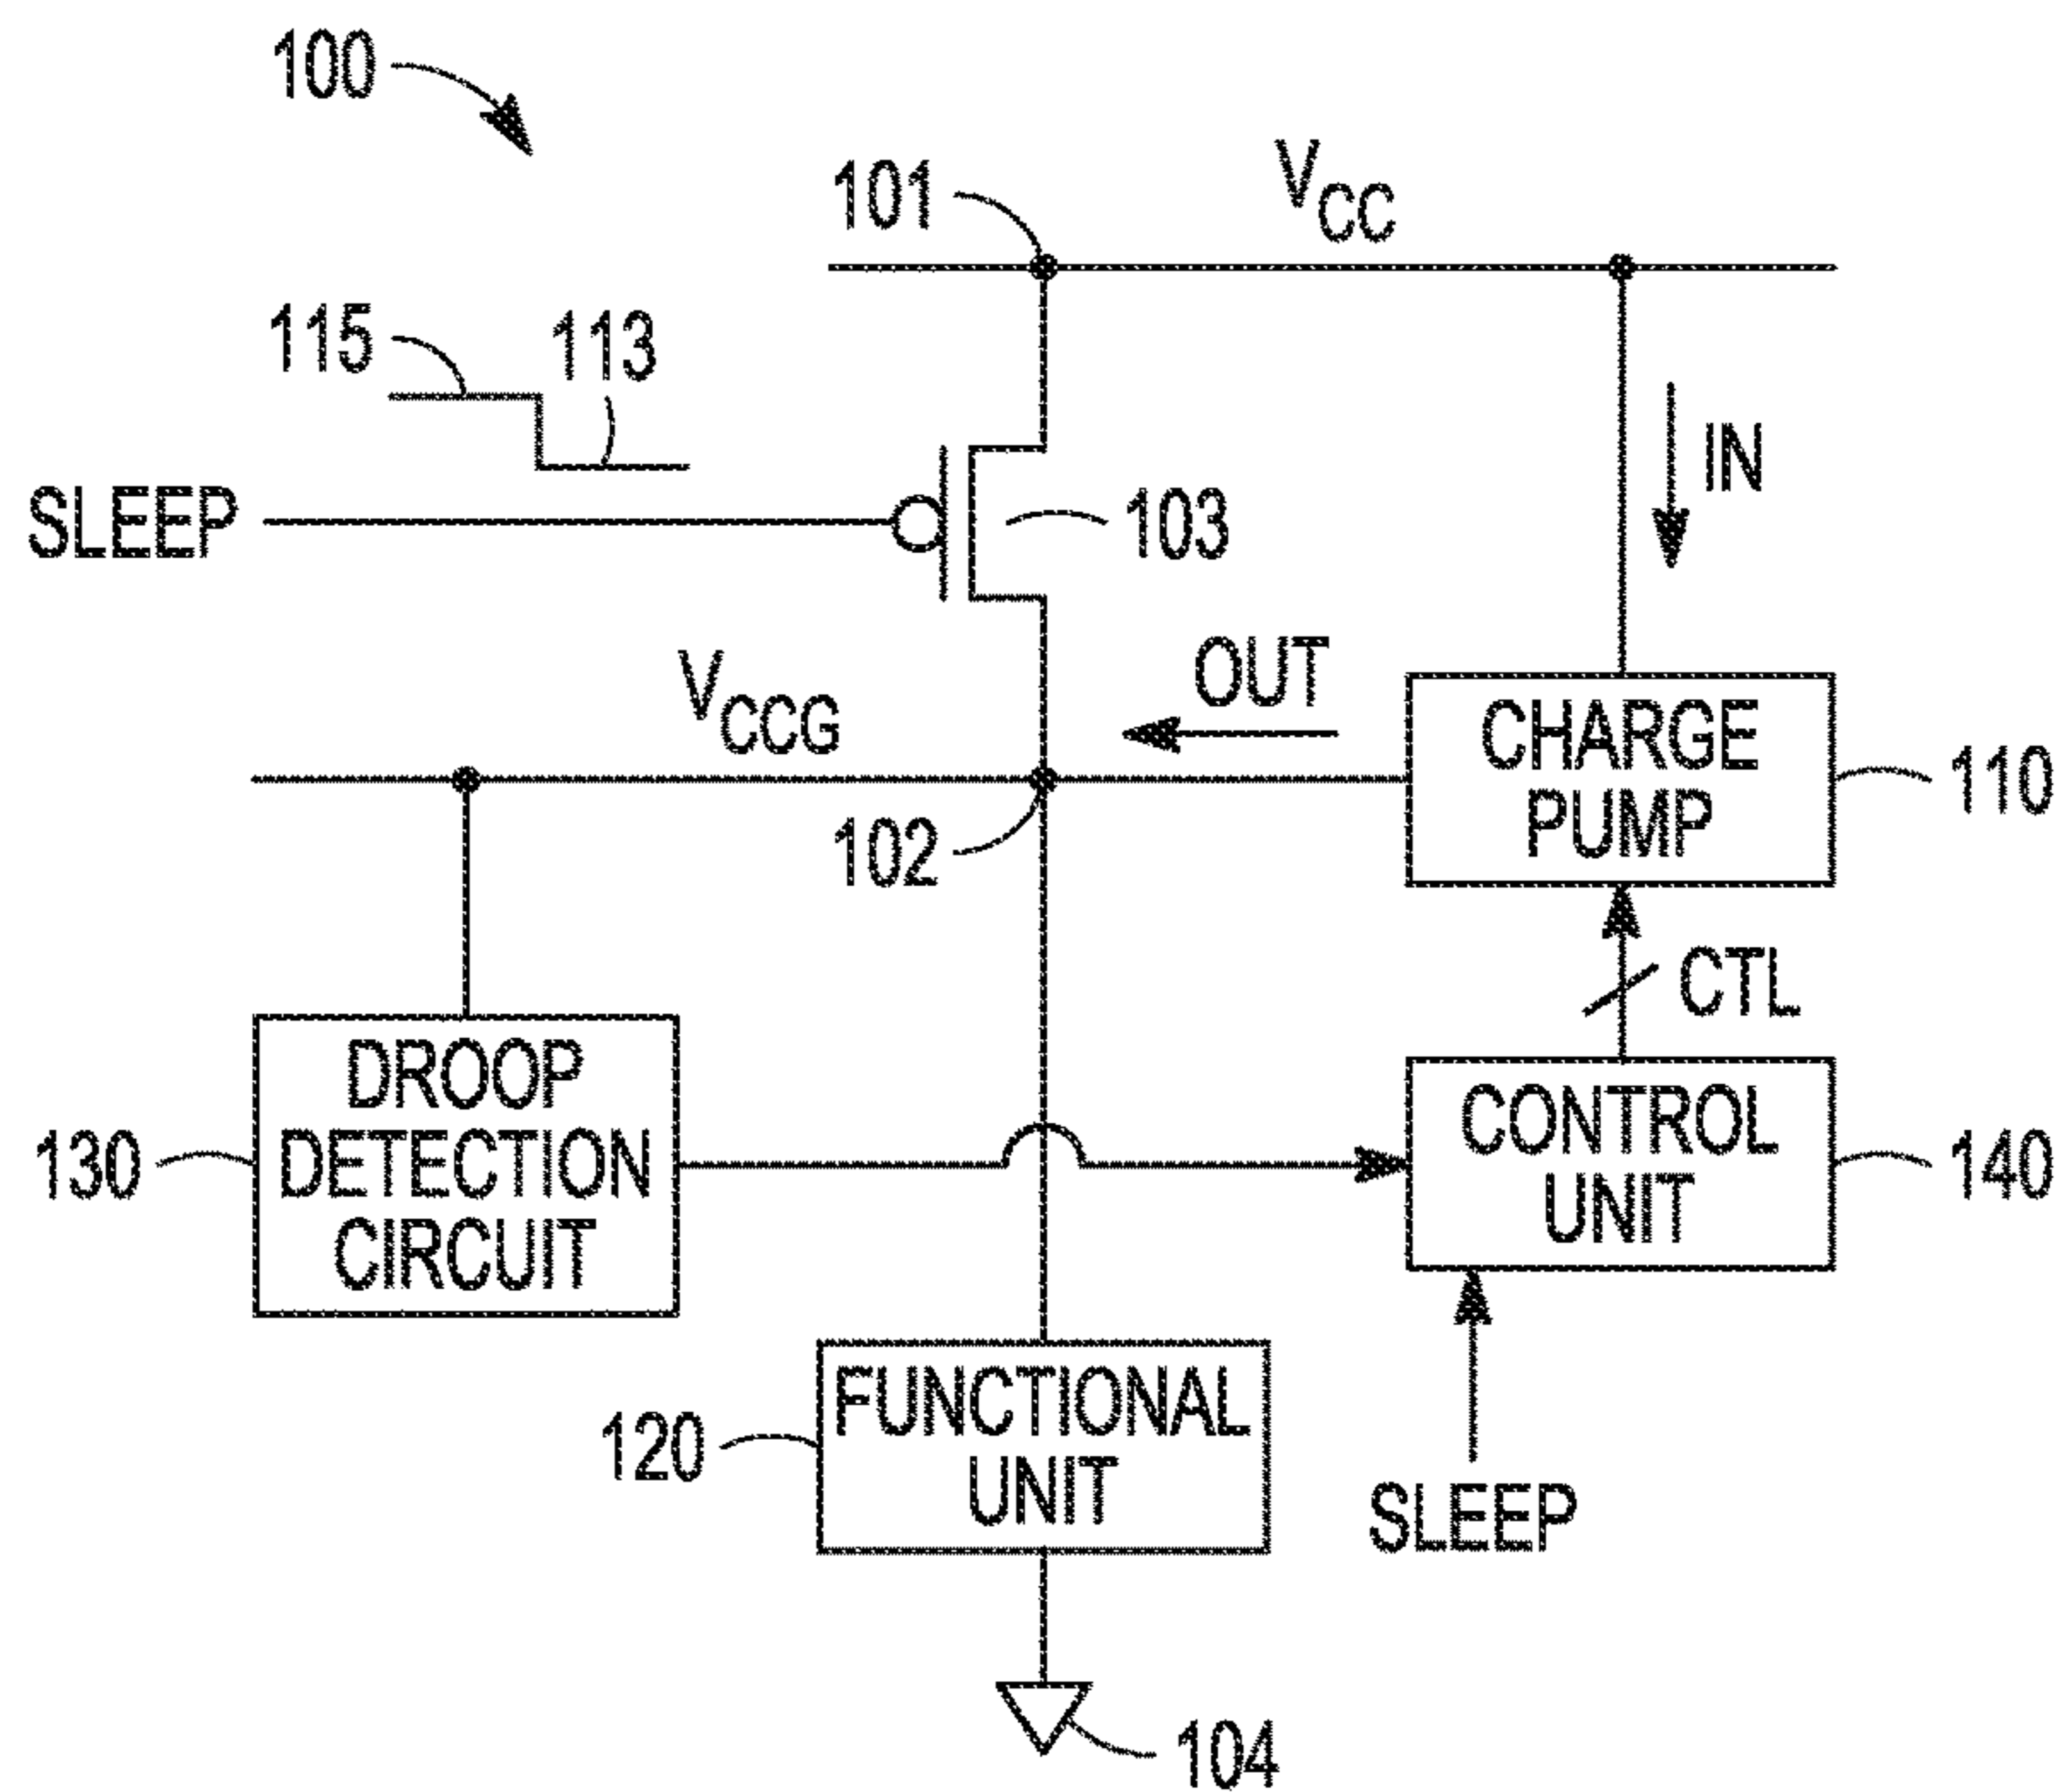 100
101
VCC
115
113
IN
SLEEP
103
OUT
VCCG
CHARGE
PUMP
110
102
CTL
DROOP
DETECTION
CIRCUIT
130
CONTROL
UNIT
140
FUNCTIONAL
UNIT
120
SLEEP
104